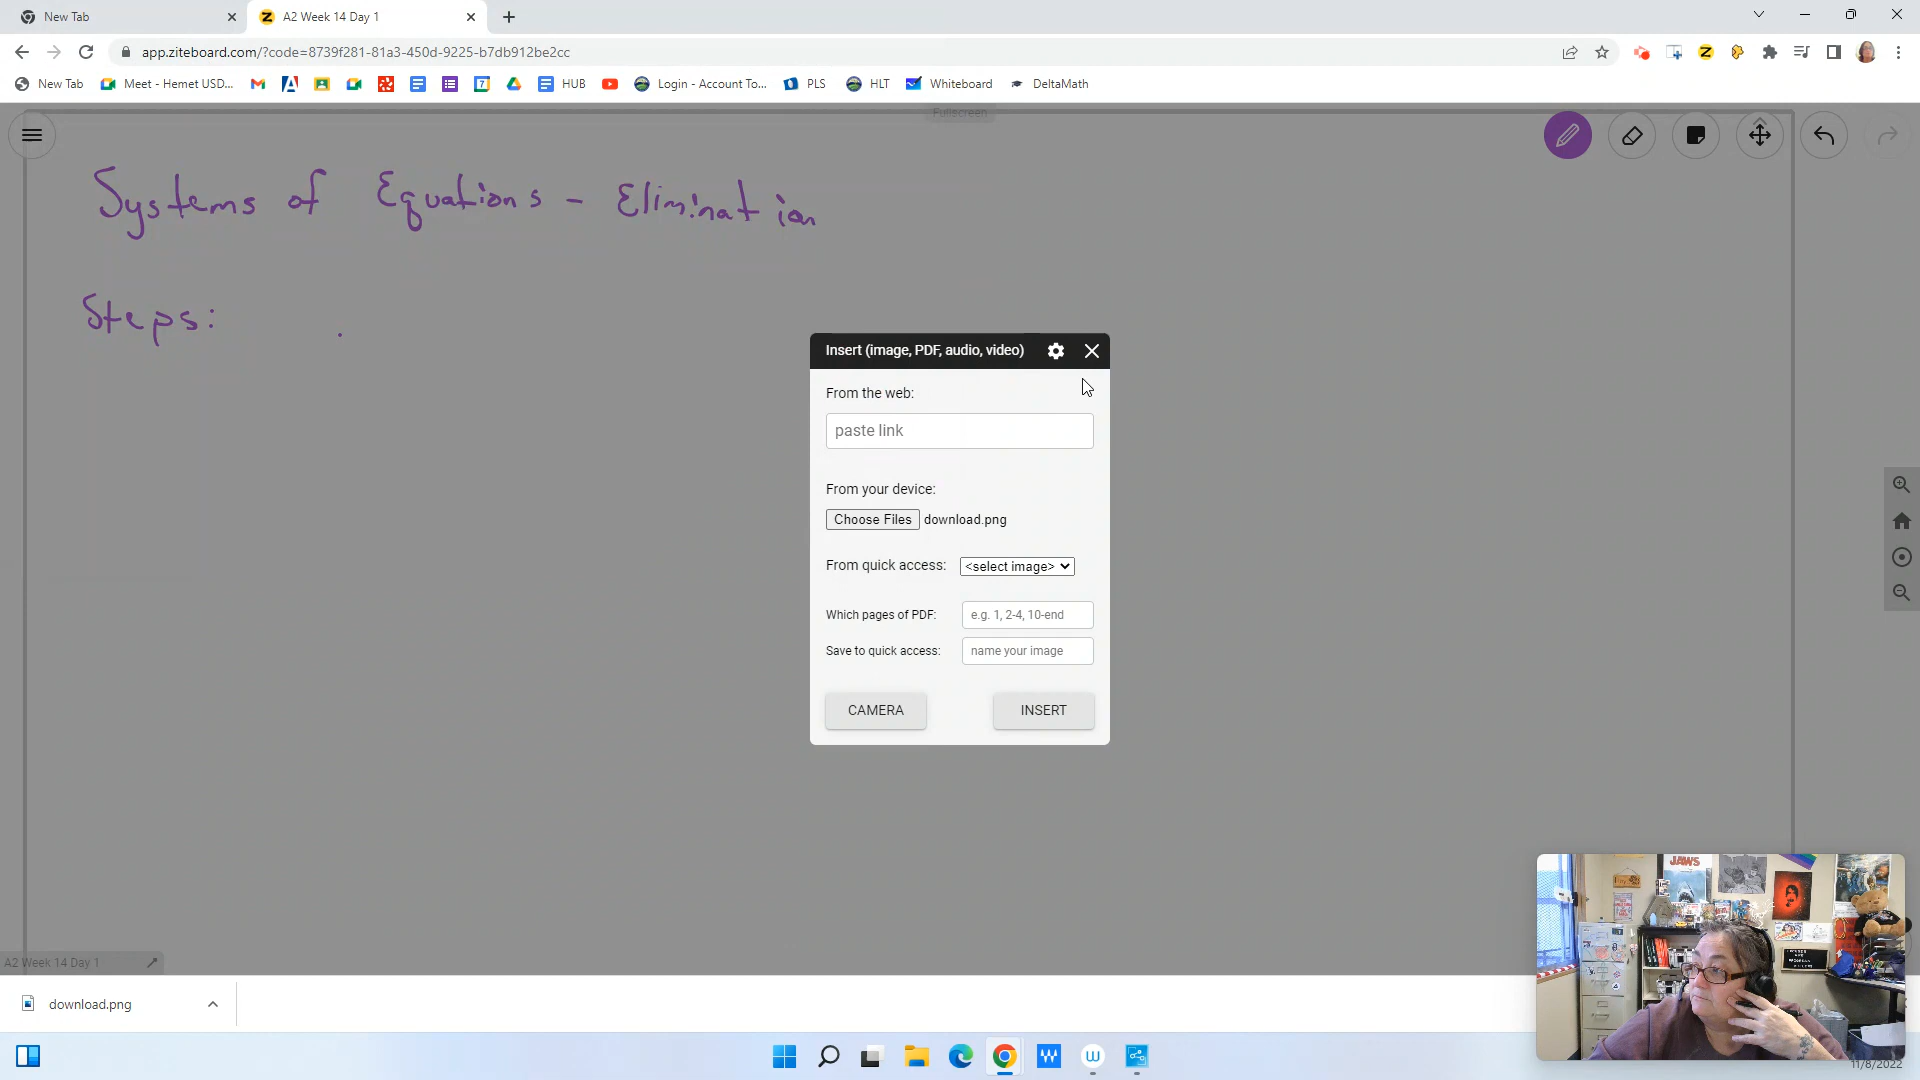 New Tab
A2 Week 14 Day 1
app.ziteboard.com/?code=8739f281-81a3-450d-9225-b7db912be2cc
New Tab
Meet - Hemet USD...
HUB
Login - Account To...
PLS
HLT
Whiteboard
DeltaMath
Fullscreen
Systems of Equations - Elimination
Steps:
Insert (image, PDF, audio, video)
From the web:
paste link
From your device:
Choose Files download.png
From quick access: <select image>
Which pages of PDF: e.g. 1, 2-4, 10-end
Save to quick access: name your image
CAMERA INSERT
JAWS
A2 Week 14 Day 1
download.png
11/8/2022